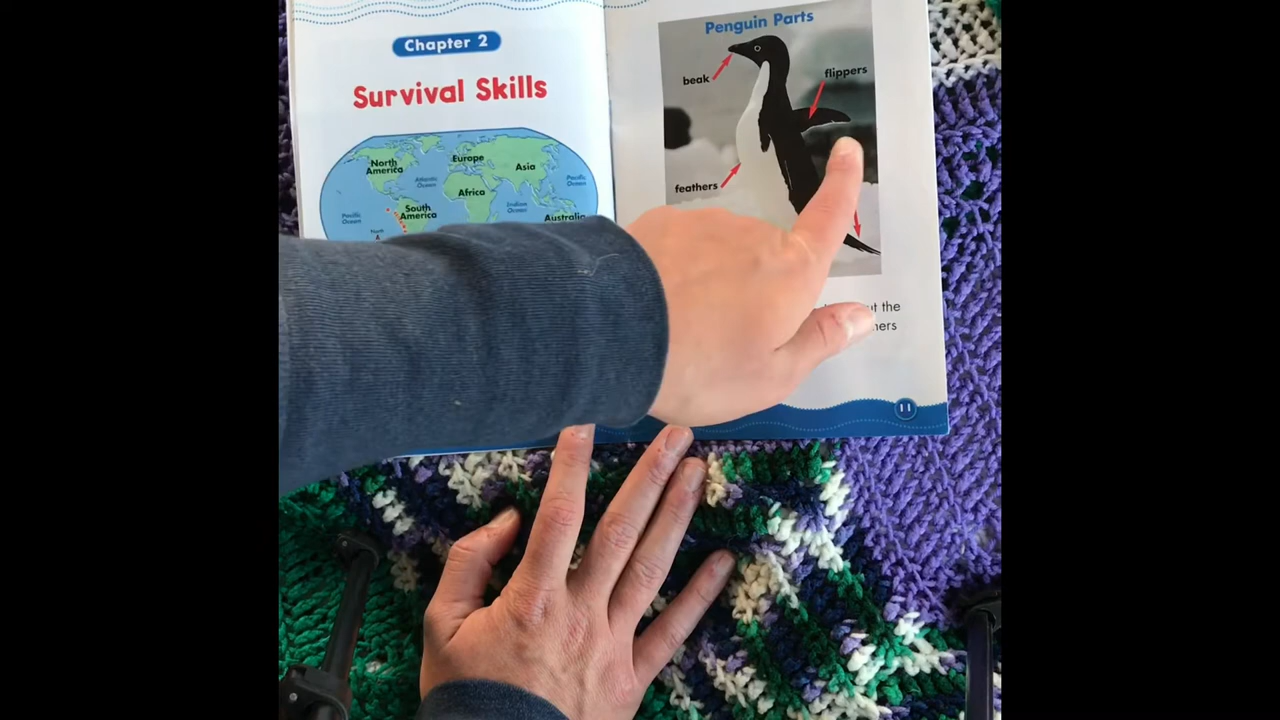 Chapter 2
Survival Skills
North
America
Europe
Asia
Atlantic
Ocean
Pacific
Ocean
Africa
South
America
Indian
Ocean
Pacific
Ocean
Australia
North
Penguin Parts
beak
flippers
feathers
the
11